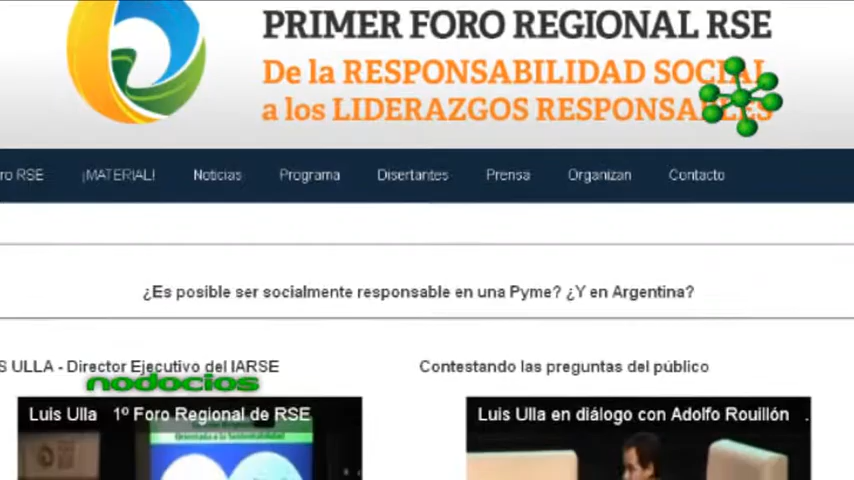 PRIMER FORO REGIONAL RSE
De la RESPONSABILIDAD SOCIAL
a los LIDERAZGOS RESPONSABLES
RSE ¡MATERIAL! Noticias Programa Disertantes Prensa Organizan Contacto
¿Es posible ser socialmente responsable en una Pyme? ¿Y en Argentina?
ULLA - Director Ejecutivo del IARSE
Contestando las preguntas del público
nodocios
Luis Ulla 1º Foro Regional de RSE
Luis Ulla en diálogo con Adolfo Rouillón .